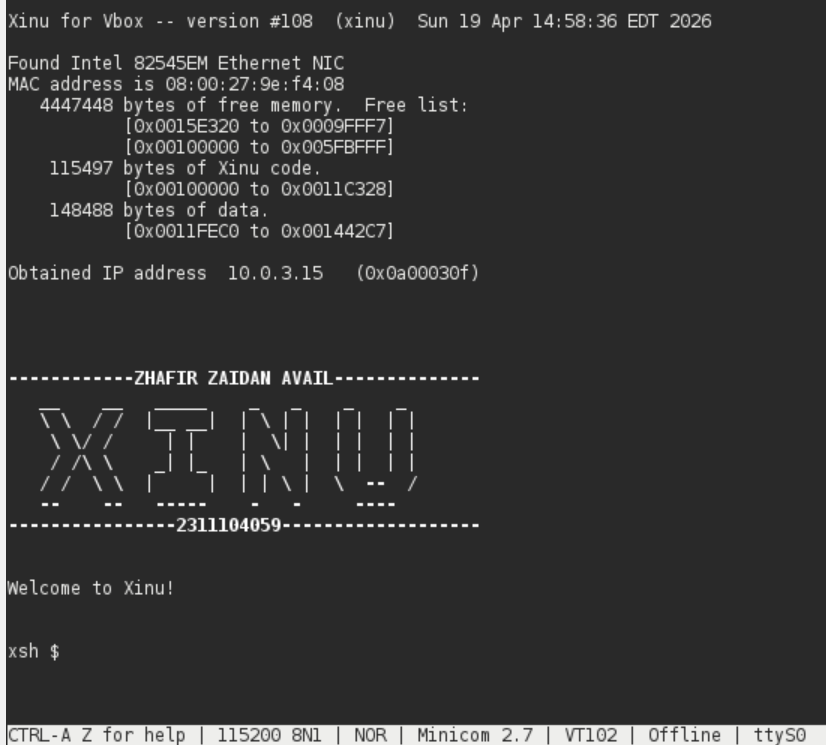 Xinu for Vbox -- version #108  (xinu)  Sun 19 Apr 14:58:36 EDT 2026
Found Intel 82545EM Ethernet NIC
MAC address is 08:00:27:9e:f4:08
   4447448 bytes of free memory.  Free list:
           [0x0015E320 to 0x0009FFF7]
           [0x00100000 to 0x005FBFFF]
    115497 bytes of Xinu code.
           [0x00100000 to 0x0011C328]
    148488 bytes of data.
           [0x0011FEC0 to 0x001442C7]
Obtained IP address  10.0.3.15   (0x0a00030f)
------------ZHAFIR ZAIDAN AVAIL--------------
XINU
----------------2311104059-------------------
Welcome to Xinu!
xsh $
CTRL-A Z for help | 115200 8N1 | NOR | Minicom 2.7 | VT102 | Offline | ttyS0